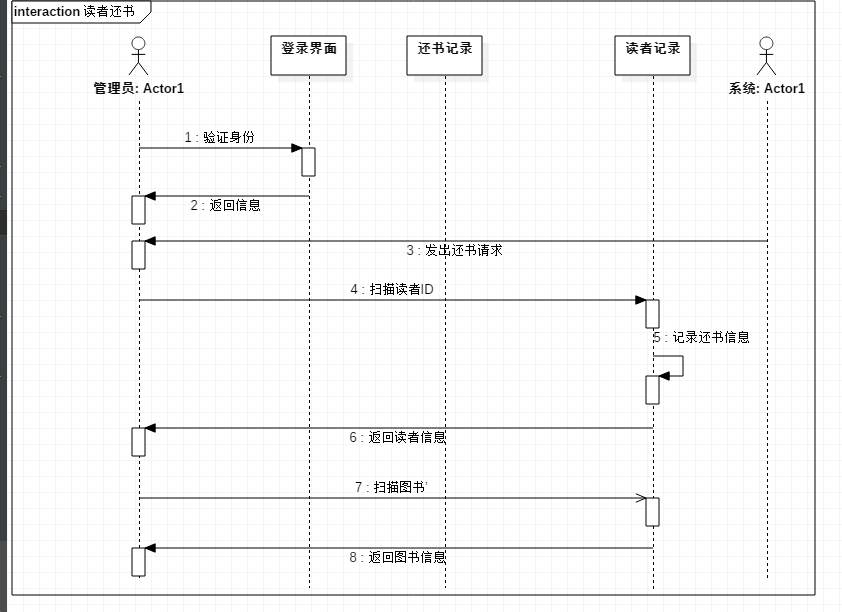 interaction 读者还书
登录界面
还书记录
读者记录
管理员: Actor1
系统: Actor1
1 : 验证身份
2 : 返回信息
3 : 发出还书请求
4 : 扫描读者ID
5 : 记录还书信息
6 : 返回读者信息
7 : 扫描图书'
8 : 返回图书信息